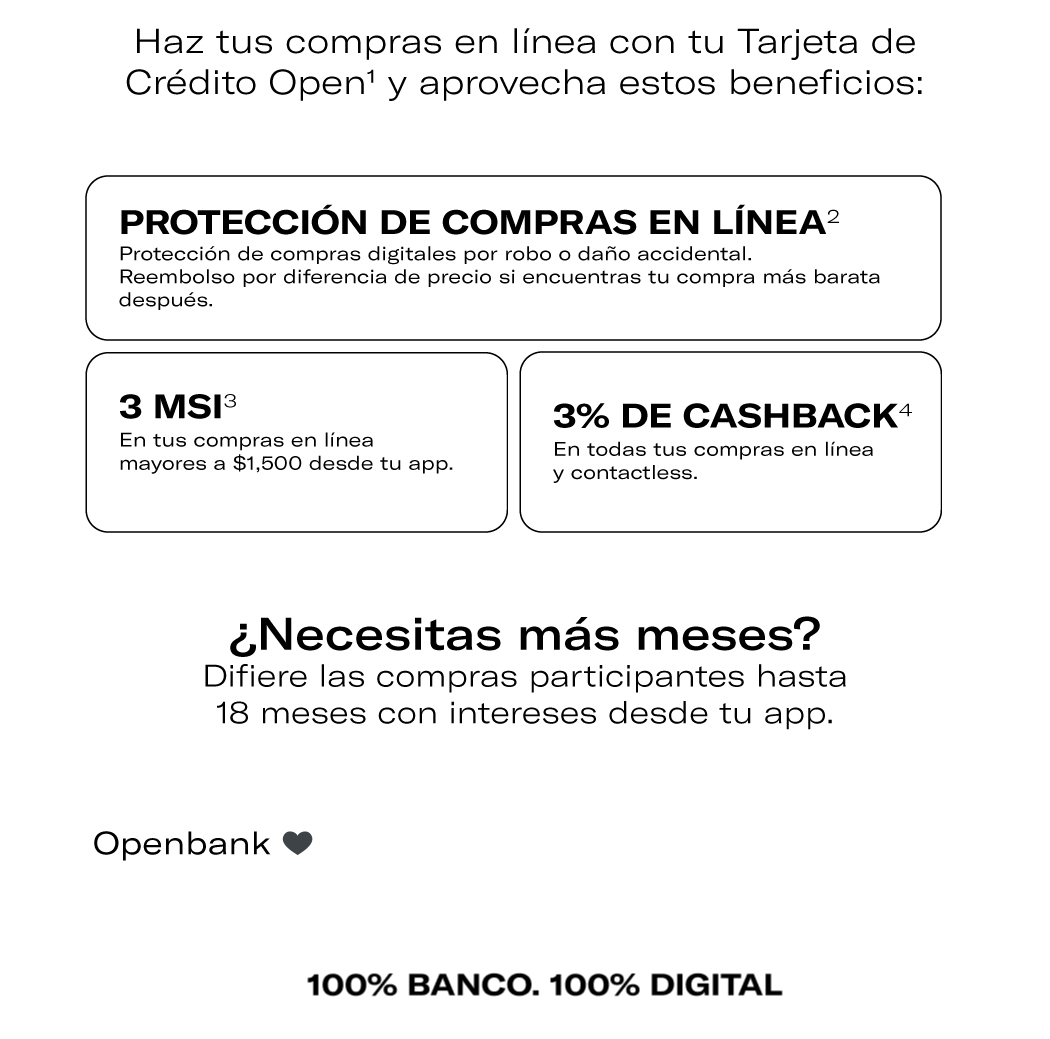 Haz tus compras en línea con tu Tarjeta de
Crédito Open¹ y aprovecha estos beneficios:
PROTECCIÓN DE COMPRAS EN LÍNEA²
Protección de compras digitales por robo o daño accidental.
Reembolso por diferencia de precio si encuentras tu compra más barata
después.
3 MSI³
En tus compras en línea
mayores a $1,500 desde tu app.
3% DE CASHBACK⁴
En todas tus compras en línea
y contactless.
¿Necesitas más meses?
Difiere las compras participantes hasta
18 meses con intereses desde tu app.
Openbank
100% BANCO. 100% DIGITAL